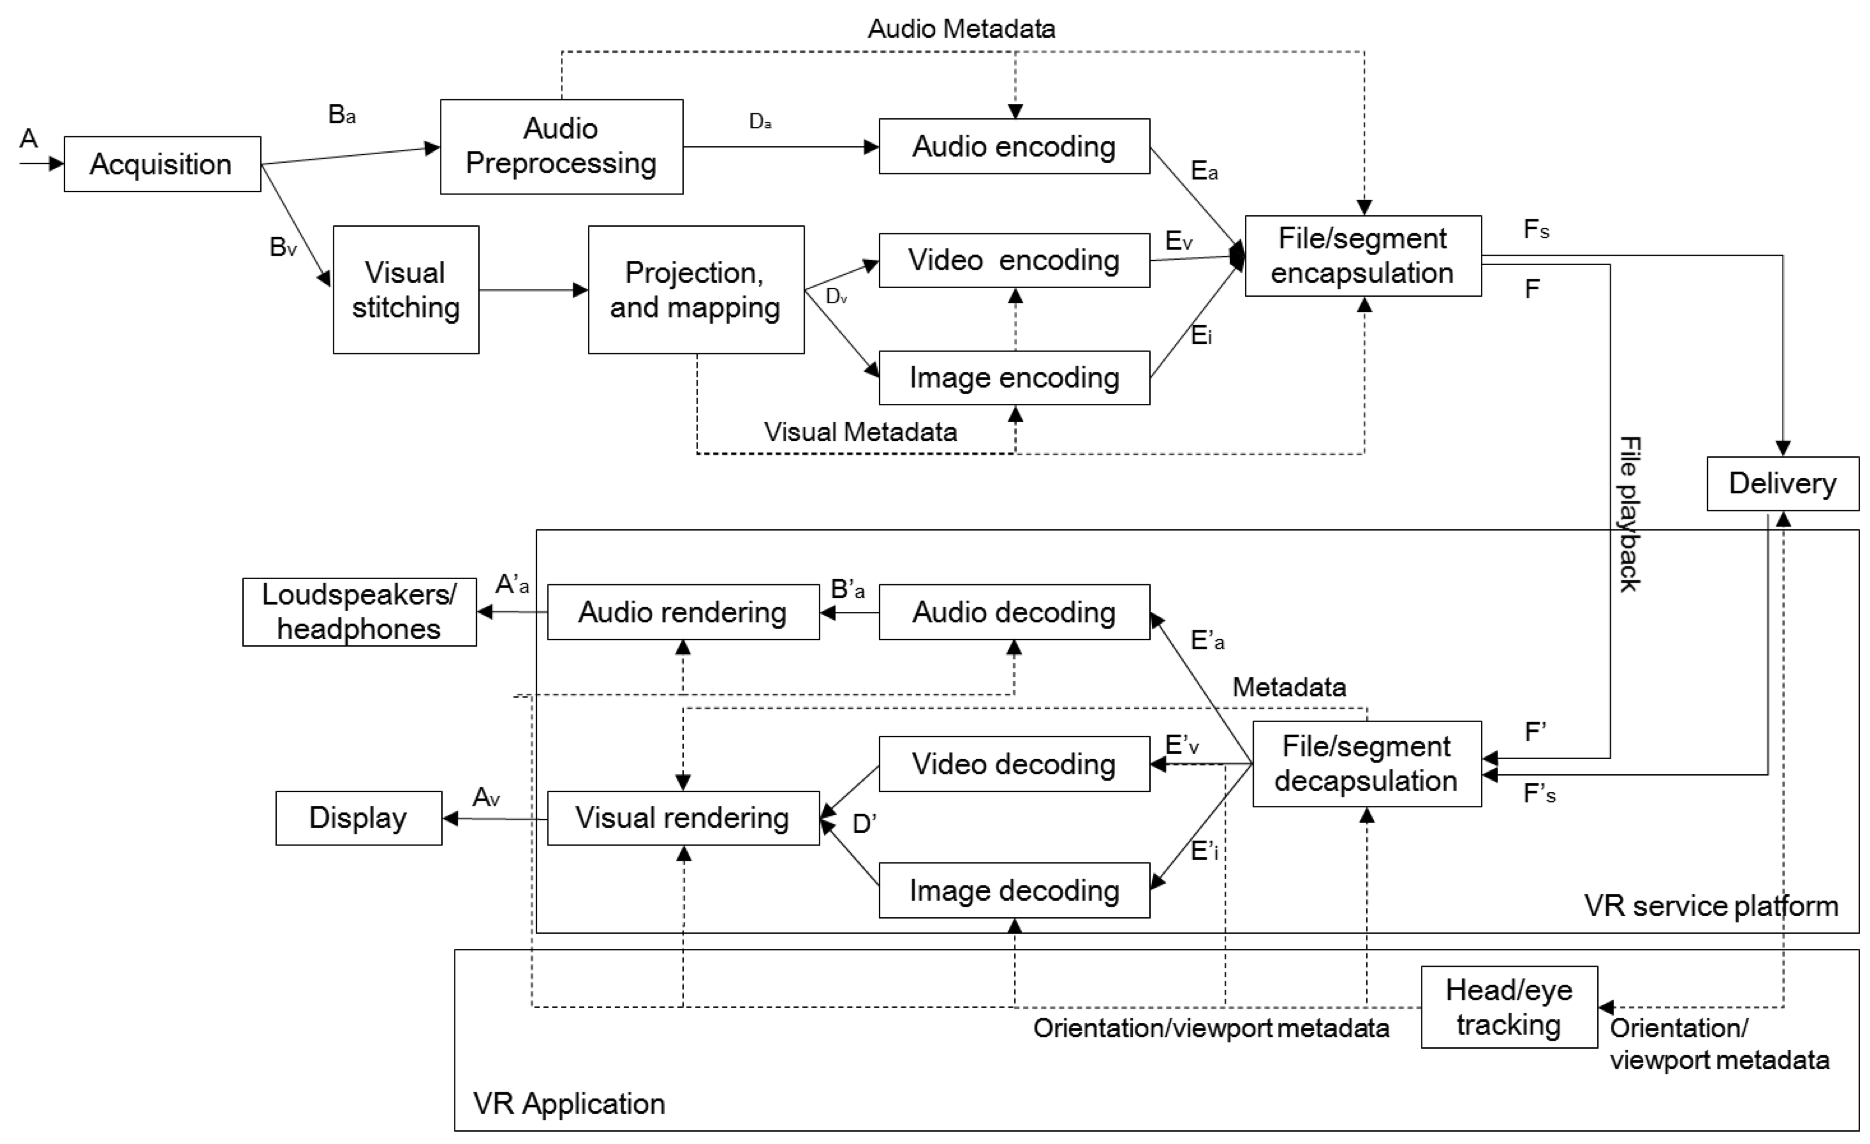 Audio Metadata
A
Acquisition
Ba
Audio
Preprocessing
Da
Audio encoding
Ea
Bv
Visual
stitching
Projection,
and mapping
Dv
Video encoding
Ev
Image encoding
Ei
File/segment
encapsulation
Fs
F
Visual Metadata
File playback
Delivery
Loudspeakers/
headphones
A’a
Audio rendering
B’a
Audio decoding
E’a
Metadata
Display
Av
Visual rendering
D’
Video decoding
E’v
Image decoding
E’i
File/segment
decapsulation
F’
F’s
VR service platform
Head/eye
tracking
Orientation/viewport metadata
Orientation/
viewport metadata
VR Application